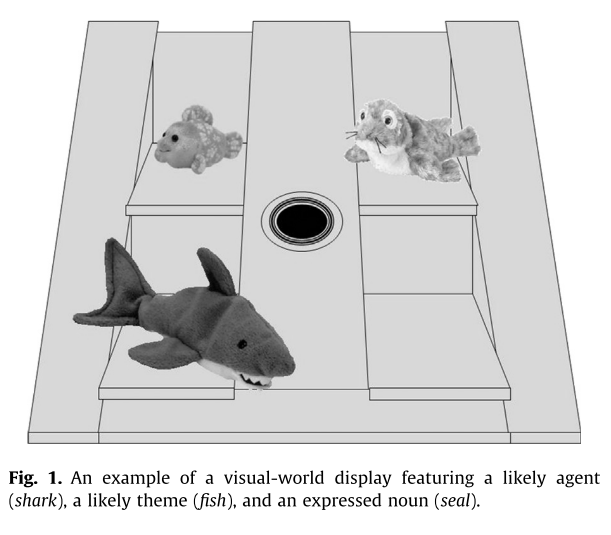 Fig. 1. An example of a visual-world display featuring a likely agent
(shark), a likely theme (fish), and an expressed noun (seal).